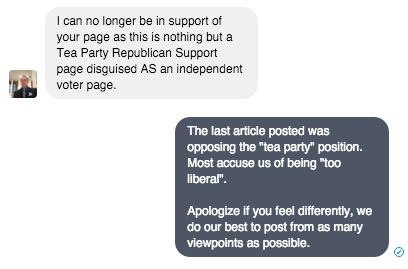 I can no longer be in support of
your page as this is nothing but a
Tea Party Republican Support
page disguised AS an independent
voter page.
The last article posted was
opposing the "tea party" position.
Most accuse us of being "too
liberal".
Apologize if you feel differently, we
do our best to post from as many
viewpoints as possible.